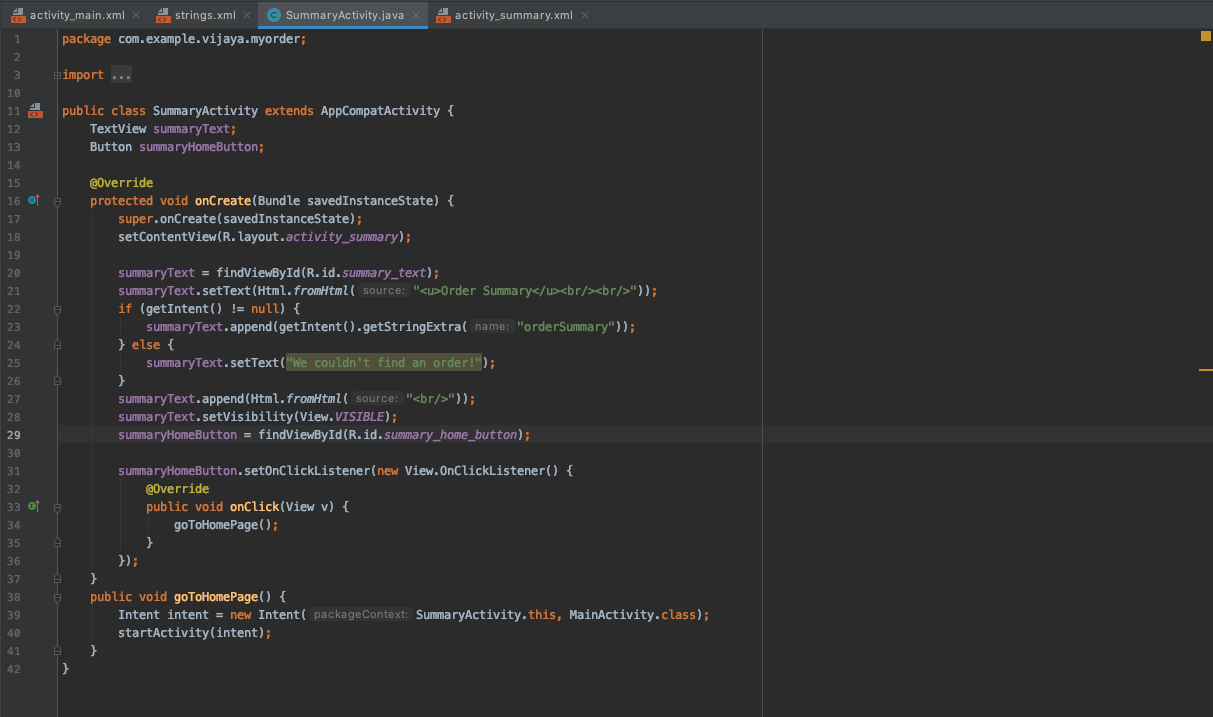 activity_main.xml strings.xml SummaryActivity.java activity_summary.xml
1 package com.example.vijaya.myorder;
2
3 import ...
10
11 public class SummaryActivity extends AppCompatActivity {
12 TextView summaryText;
13 Button summaryHomeButton;
14
15 @Override
16 protected void onCreate(Bundle savedInstanceState) {
17 super.onCreate(savedInstanceState);
18 setContentView(R.layout.activity_summary);
19
20 summaryText = findViewById(R.id.summary_text);
21 summaryText.setText(Html.fromHtml( source: "<u>Order Summary</u><br/><br/>"));
22 if (getIntent() != null) {
23 summaryText.append(getIntent().getStringExtra( name: "orderSummary"));
24 } else {
25 summaryText.setText("We couldn't find an order!");
26 }
27 summaryText.append(Html.fromHtml( source: "<br/>"));
28 summaryText.setVisibility(View.VISIBLE);
29 summaryHomeButton = findViewById(R.id.summary_home_button);
30
31 summaryHomeButton.setOnClickListener(new View.OnClickListener() {
32 @Override
33 public void onClick(View v) {
34 goToHomePage();
35 }
36 });
37 }
38 public void goToHomePage() {
39 Intent intent = new Intent( packageContext: SummaryActivity.this, MainActivity.class);
40 startActivity(intent);
41 }
42 }